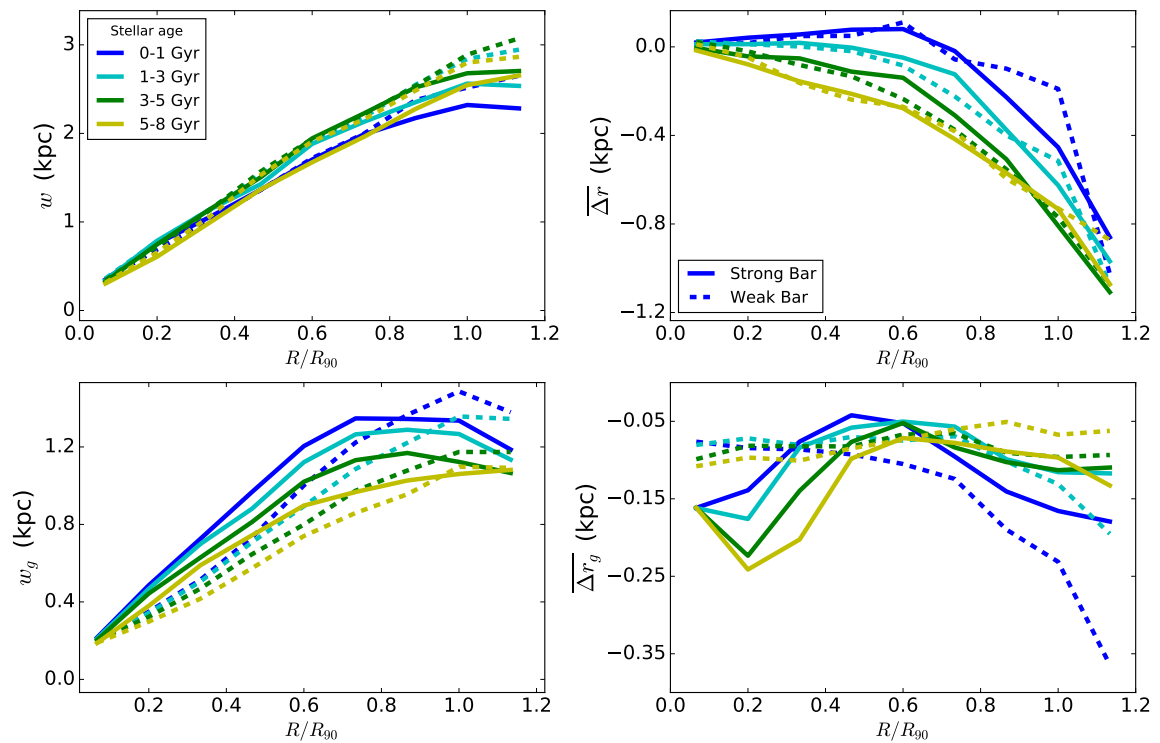 Stellar age
0-1 Gyr
1-3 Gyr
3-5 Gyr
5-8 Gyr
3
2
1
0
w (kpc)
0.0 0.2 0.4 0.6 0.8 1.0 1.2
R/R90
0.0
−0.4
−0.8
−1.2
Δr (kpc)
Strong Bar
Weak Bar
0.0 0.2 0.4 0.6 0.8 1.0 1.2
R/R90
1.2
0.8
0.4
0.0
wg (kpc)
0.2 0.4 0.6 0.8 1.0 1.2
R/R90
−0.05
−0.15
−0.25
−0.35
Δrg (kpc)
0.0 0.2 0.4 0.6 0.8 1.0 1.2
R/R90